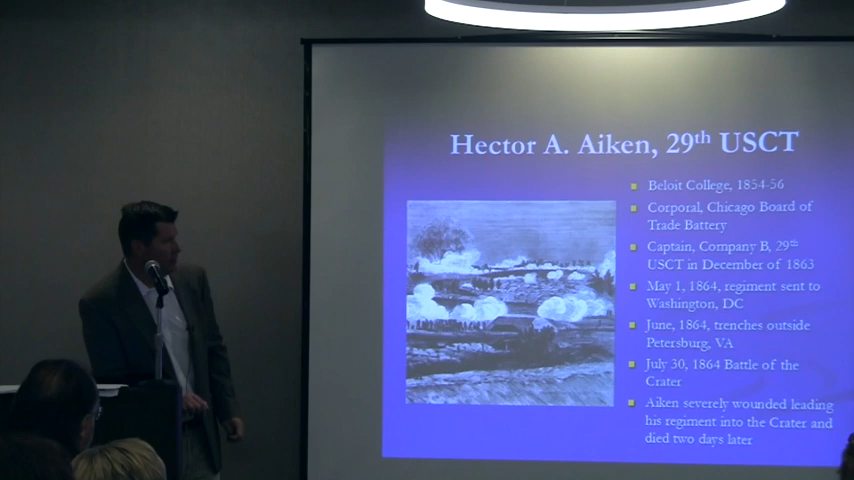 Hector A. Aiken, 29th USCT
Beloit College, 1854-56
Corporal, Chicago Board of
Trade Battery
Captain, Company B, 29th
USCT in December of 1863
May 1, 1864, regiment sent to
Washington, DC
June, 1864, trenches outside
Petersburg, VA
July 30, 1864 Battle of the
Crater
Aiken severely wounded leading
his regiment into the Crater and
died two days later